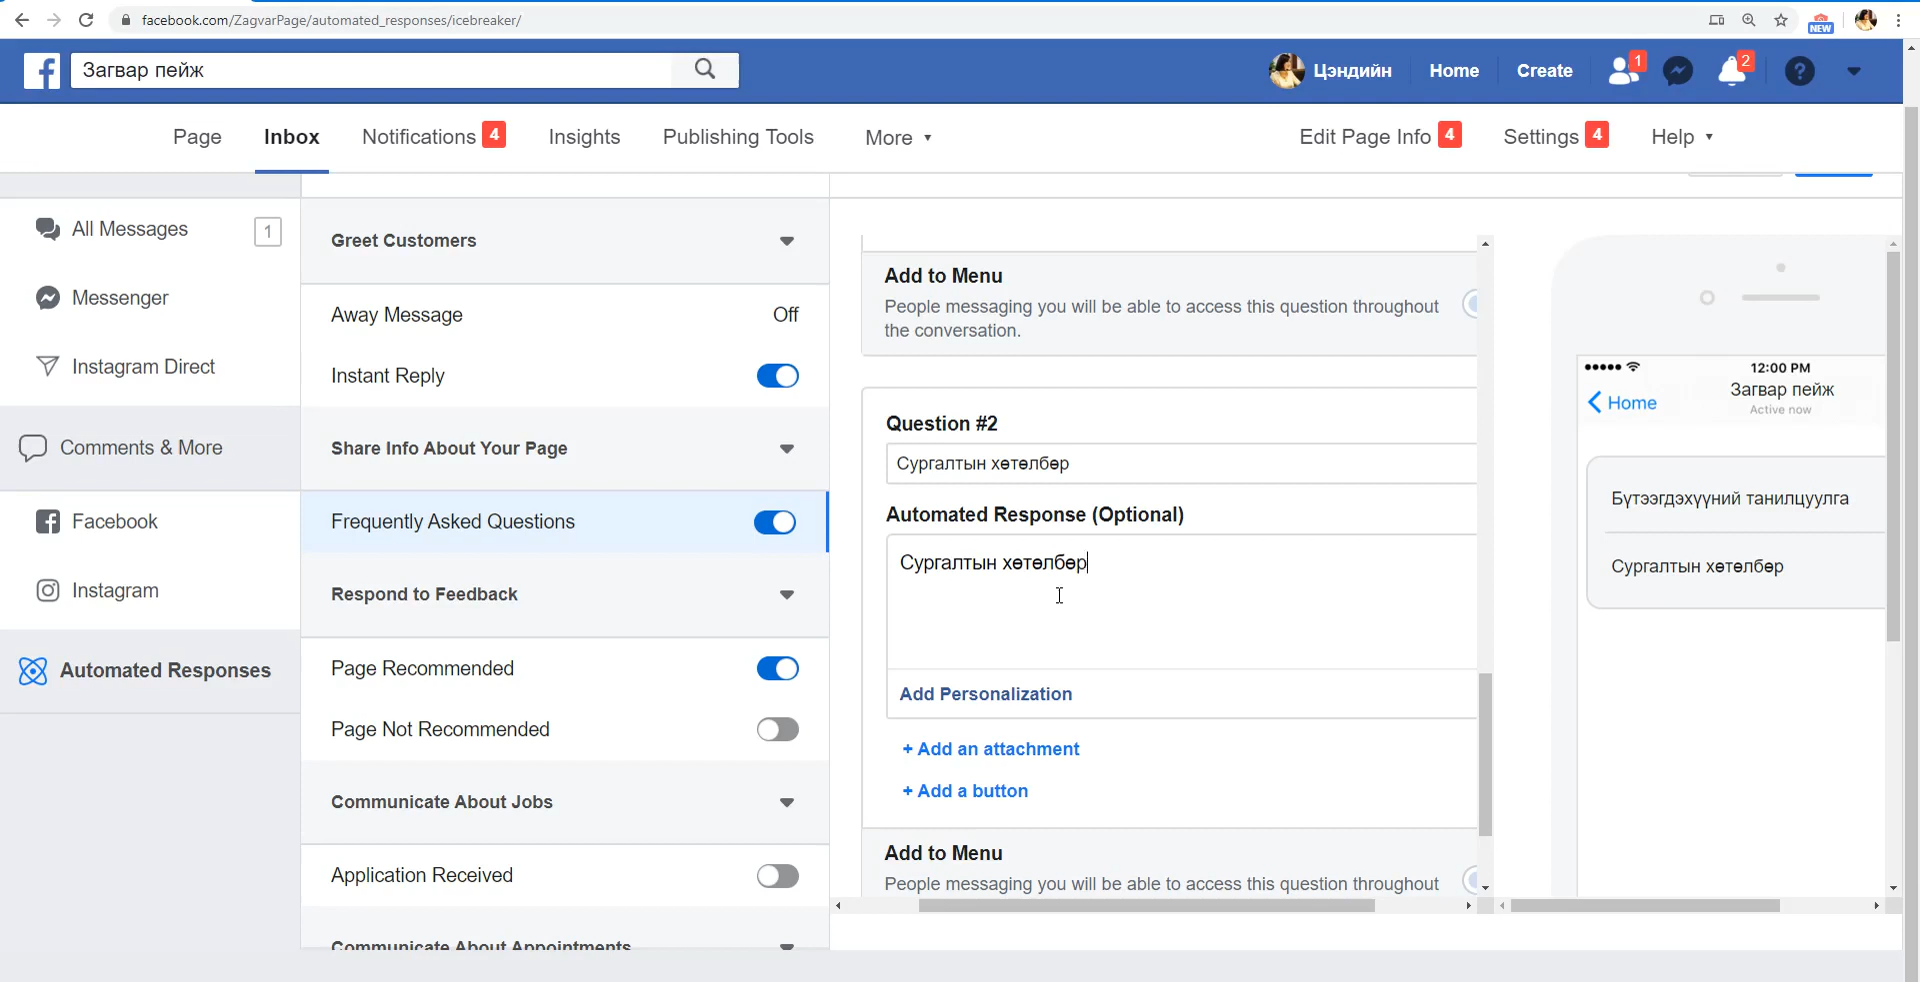 facebook.com/ZagvarPage/automated_responses/icebreaker/
NEW
f
Загвар пейж
Цэндийн
Home
Create
1
2
?
Page
Inbox
Notifications 4
Insights
Publishing Tools
More
Edit Page Info 4
Settings 4
Help
All Messages 1
Messenger
Instagram Direct
Comments & More
Facebook
Instagram
Automated Responses
Greet Customers
Away Message Off
Instant Reply
Share Info About Your Page
Frequently Asked Questions
Respond to Feedback
Page Recommended
Page Not Recommended
Communicate About Jobs
Application Received
Communicate About Appointments
Add to Menu
People messaging you will be able to access this question throughout
the conversation.
Question #2
Сургалтын хөтөлбөр
Automated Response (Optional)
Сургалтын хөтөлбөр
Add Personalization
+ Add an attachment
+ Add a button
Add to Menu
People messaging you will be able to access this question throughout
12:00 PM
Home
Загвар пейж
Active now
Бүтээгдэхүүний танилцуулга
Сургалтын хөтөлбөр